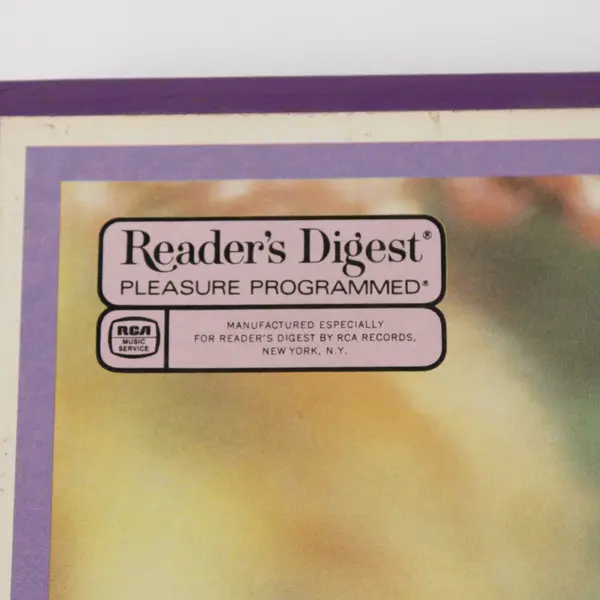 Reader's Digest®
PLEASURE PROGRAMMED®
RCA
MUSIC
SERVICE
MANUFACTURED ESPECIALLY
FOR READER'S DIGEST BY RCA RECORDS,
NEW YORK, N.Y.